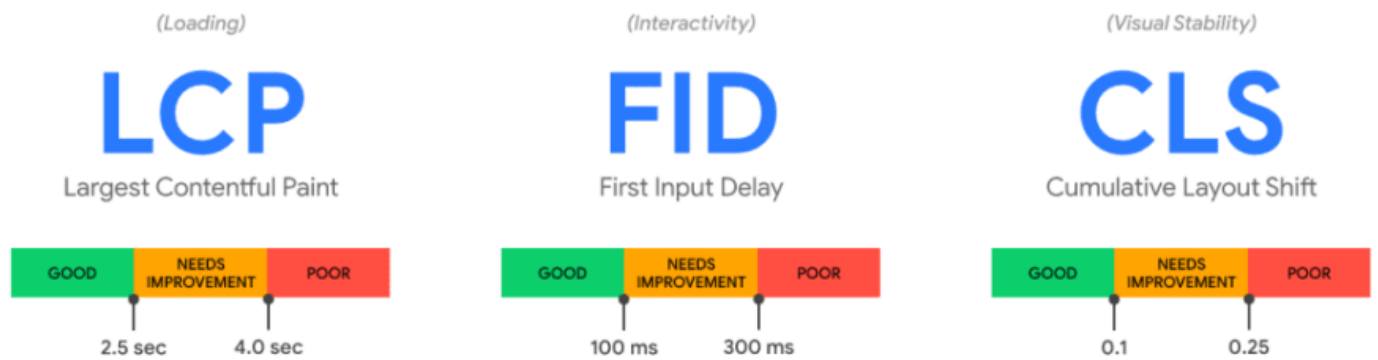 (Loading)
LCP
Largest Contentful Paint
GOOD
NEEDS
IMPROVEMENT
POOR
2.5 sec
4.0 sec
(Interactivity)
FID
First Input Delay
GOOD
NEEDS
IMPROVEMENT
POOR
100 ms
300 ms
(Visual Stability)
CLS
Cumulative Layout Shift
GOOD
NEEDS
IMPROVEMENT
POOR
0.1
0.25